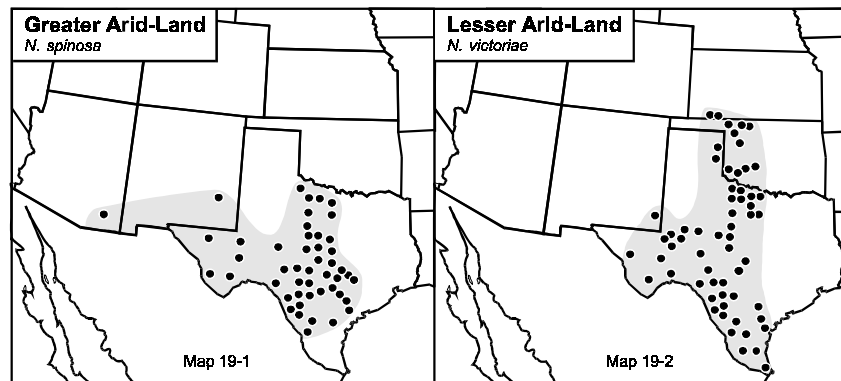 Greater Arid-Land
N. spinosa
Map 19-1
Lesser Arid-Land
N. victoriae
Map 19-2